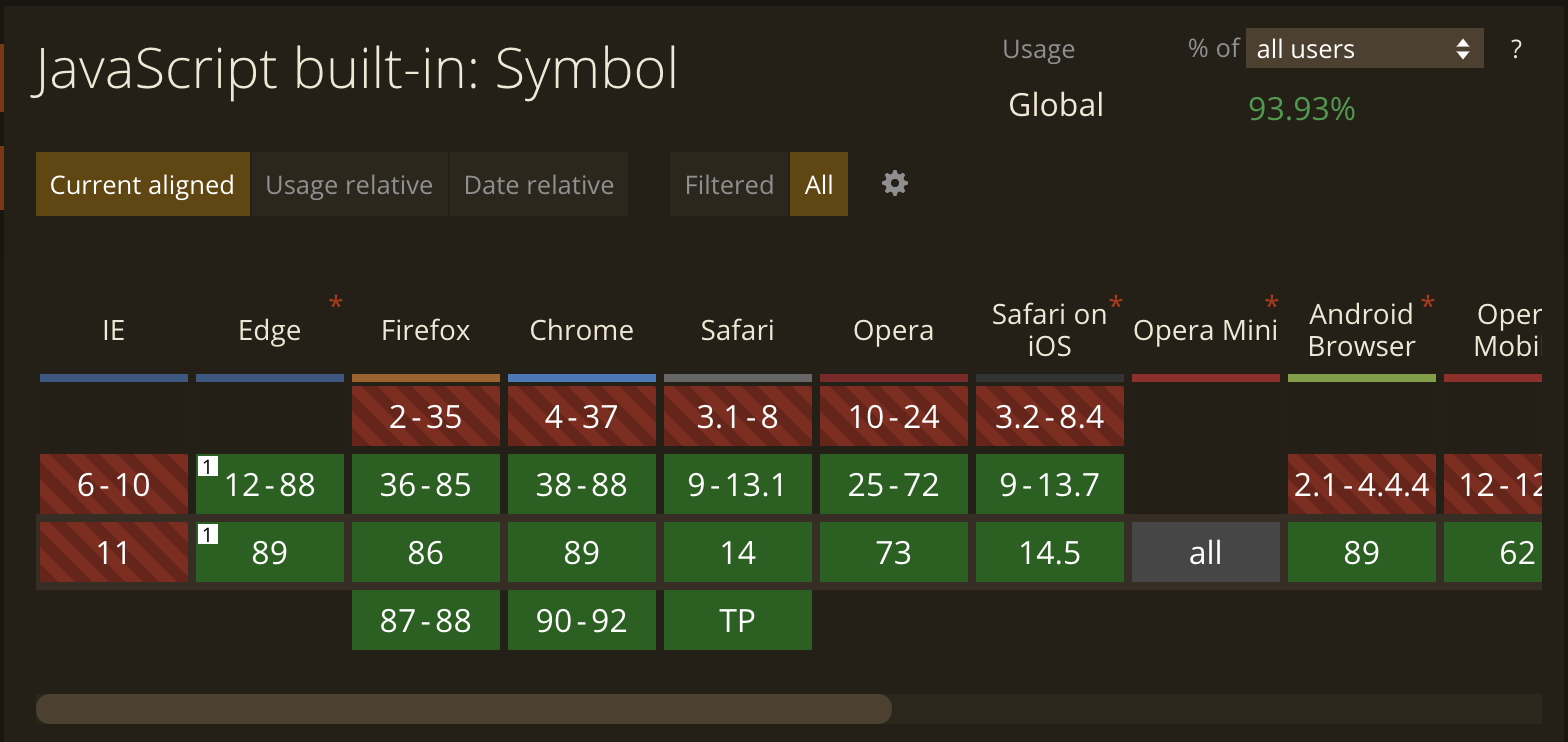 JavaScript built-in: Symbol
Usage % of all users ?
Global 93.93%
Current aligned Usage relative Date relative Filtered All
IE Edge * Firefox Chrome Safari Opera Safari on iOS * Opera Mini * Android Browser * Oper Mobi
2-35 4-37 3.1-8 10-24 3.2-8.4
6-10 1 12-88 36-85 38-88 9-13.1 25-72 9-13.7 2.1-4.4.4 12-12
11 1 89 86 89 14 73 14.5 all 89 62
87-88 90-92 TP